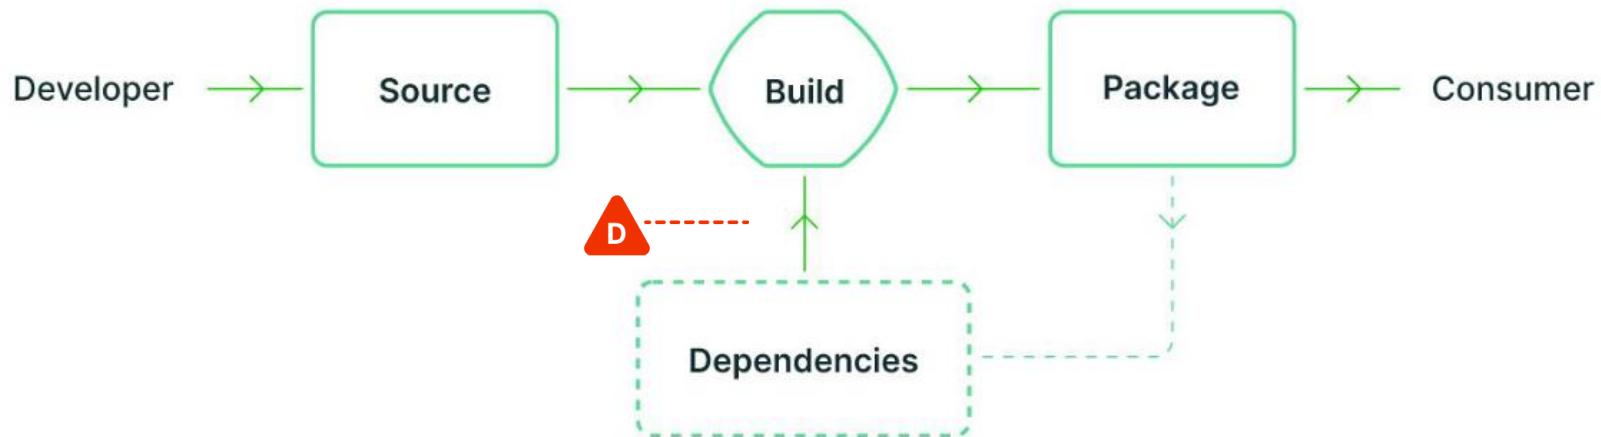 Developer
Source
Build
Package
Consumer
D
Dependencies